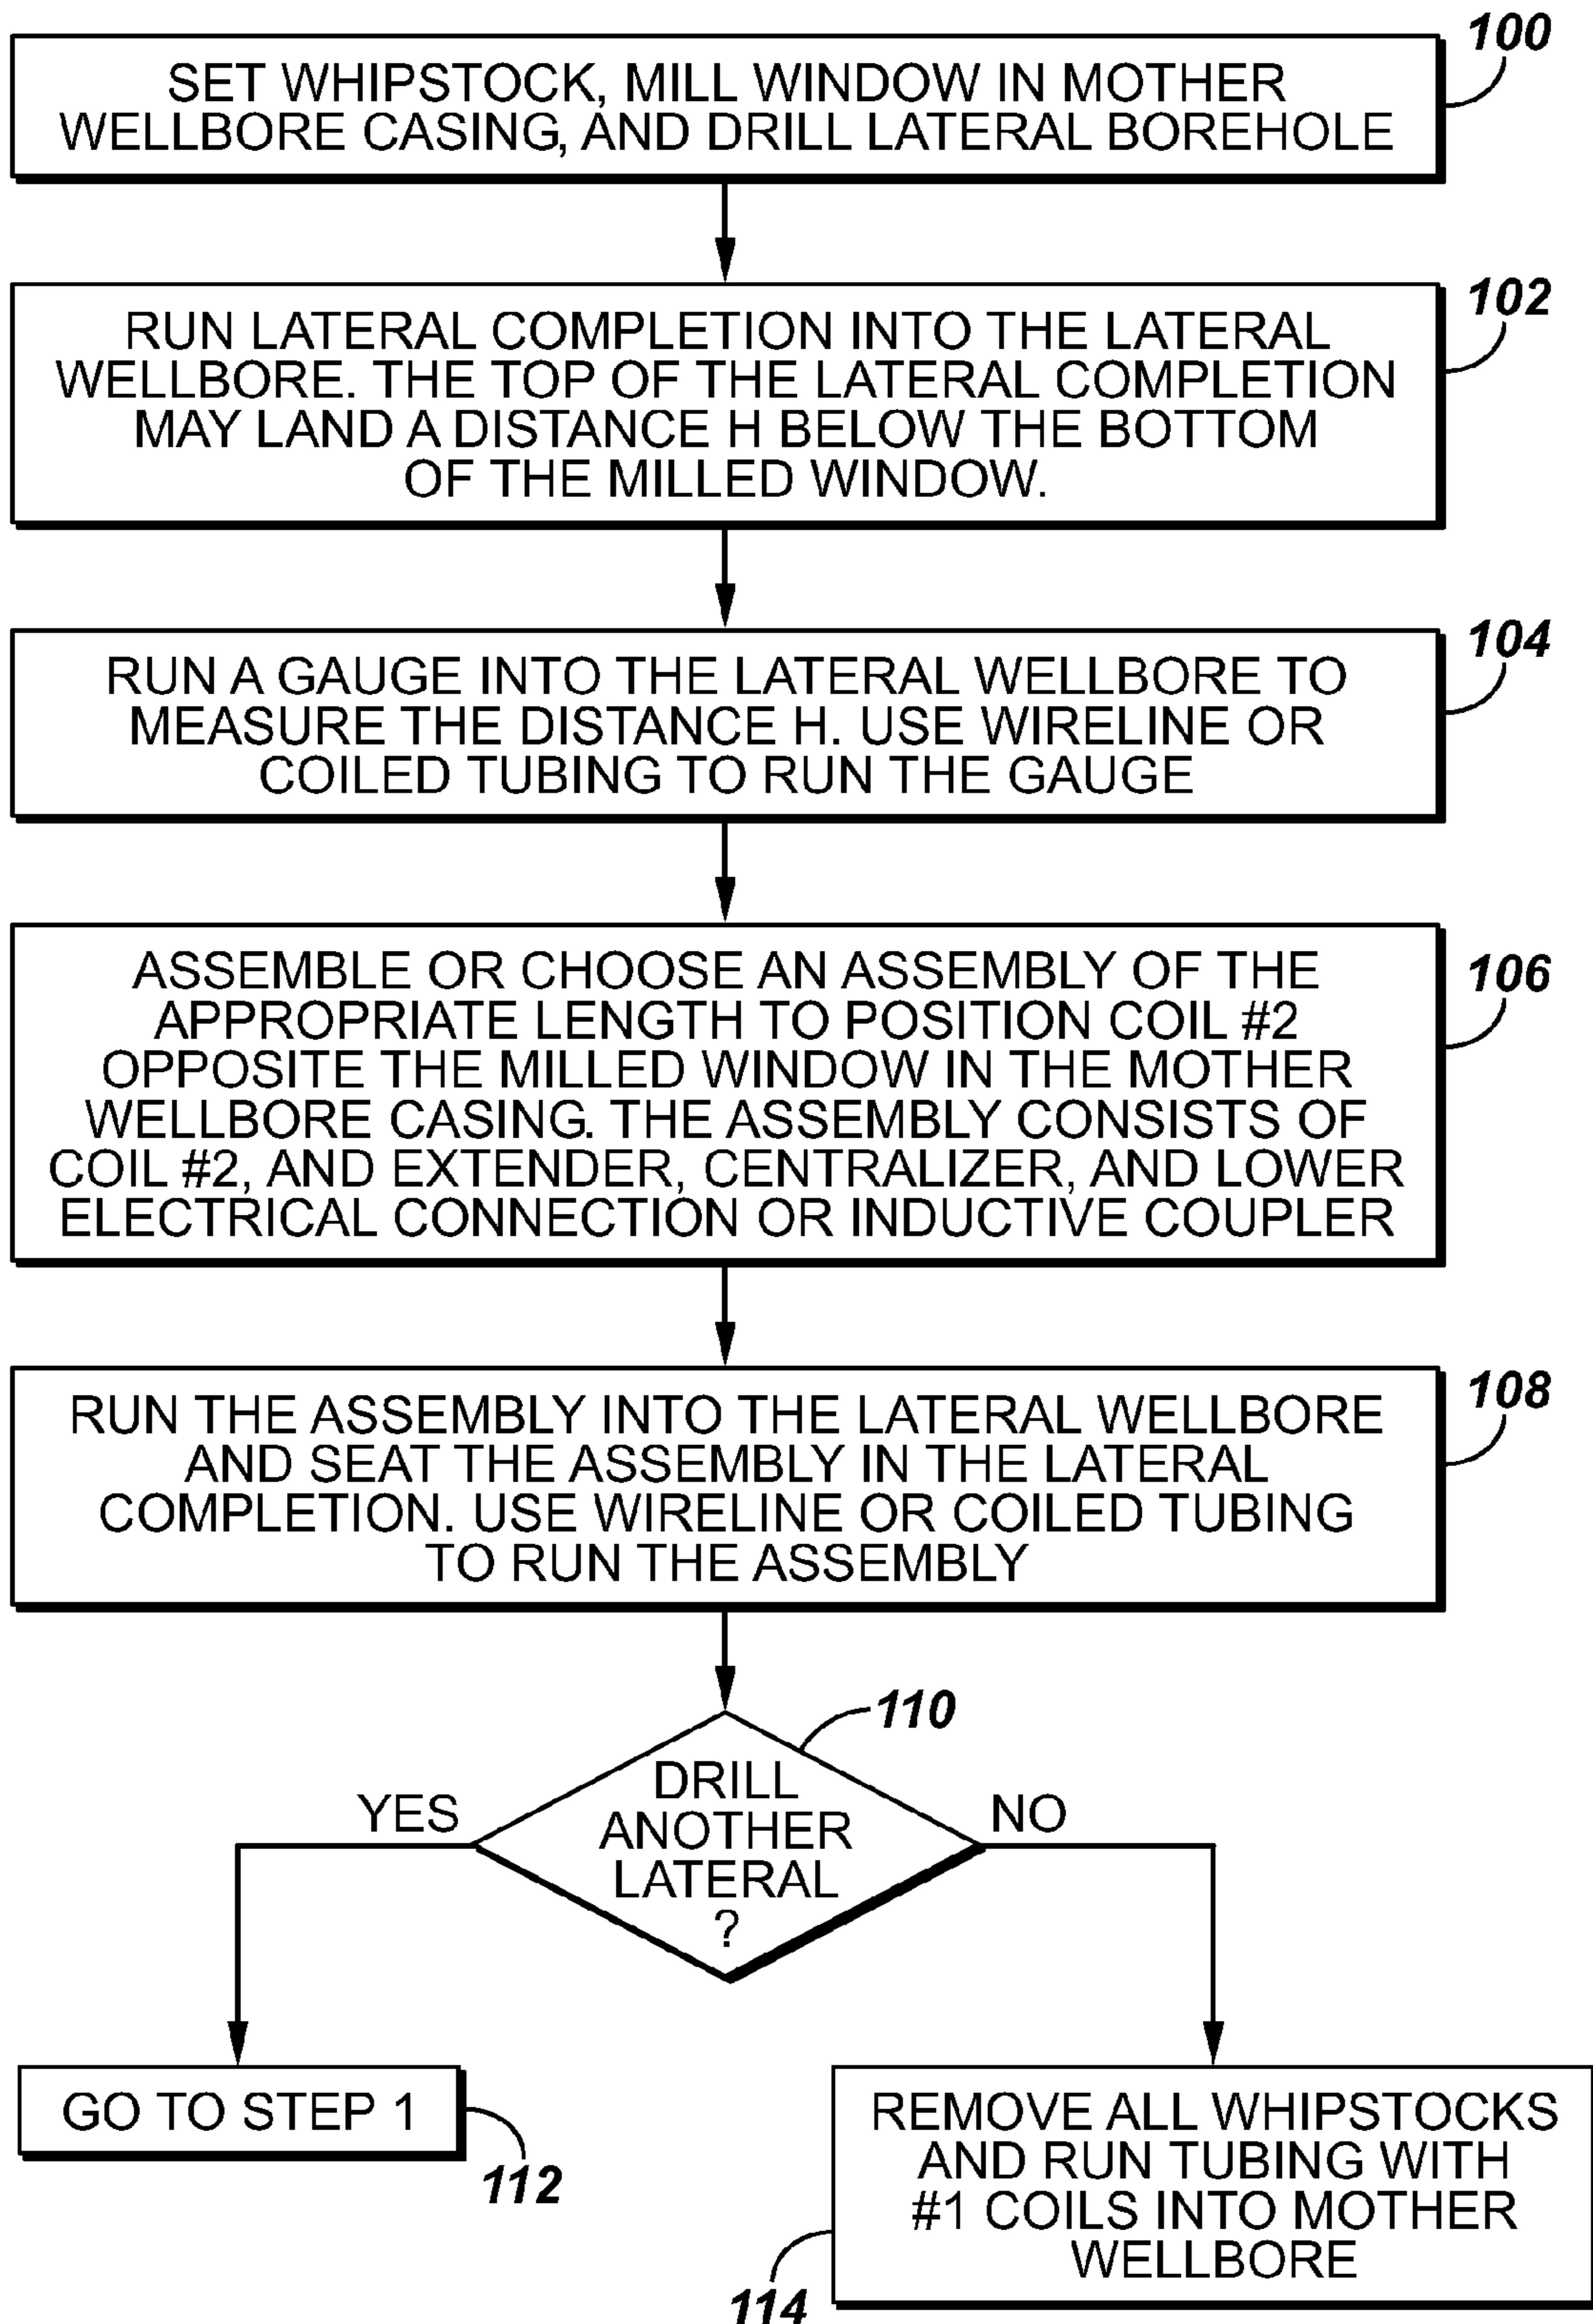 100
SET WHIPSTOCK, MILL WINDOW IN MOTHER
WELLBORE CASING, AND DRILL LATERAL BOREHOLE
102
RUN LATERAL COMPLETION INTO THE LATERAL
WELLBORE. THE TOP OF THE LATERAL COMPLETION
MAY LAND A DISTANCE H BELOW THE BOTTOM
OF THE MILLED WINDOW.
104
RUN A GAUGE INTO THE LATERAL WELLBORE TO
MEASURE THE DISTANCE H. USE WIRELINE OR
COILED TUBING TO RUN THE GAUGE
106
ASSEMBLE OR CHOOSE AN ASSEMBLY OF THE
APPROPRIATE LENGTH TO POSITION COIL #2
OPPOSITE THE MILLED WINDOW IN THE MOTHER
WELLBORE CASING. THE ASSEMBLY CONSISTS OF
COIL #2, AND EXTENDER, CENTRALIZER, AND LOWER
ELECTRICAL CONNECTION OR INDUCTIVE COUPLER
108
RUN THE ASSEMBLY INTO THE LATERAL WELLBORE
AND SEAT THE ASSEMBLY IN THE LATERAL
COMPLETION. USE WIRELINE OR COILED TUBING
TO RUN THE ASSEMBLY
110
DRILL
ANOTHER
LATERAL
?
YES
NO
GO TO STEP 1
112
REMOVE ALL WHIPSTOCKS
AND RUN TUBING WITH
#1 COILS INTO MOTHER
WELLBORE
114